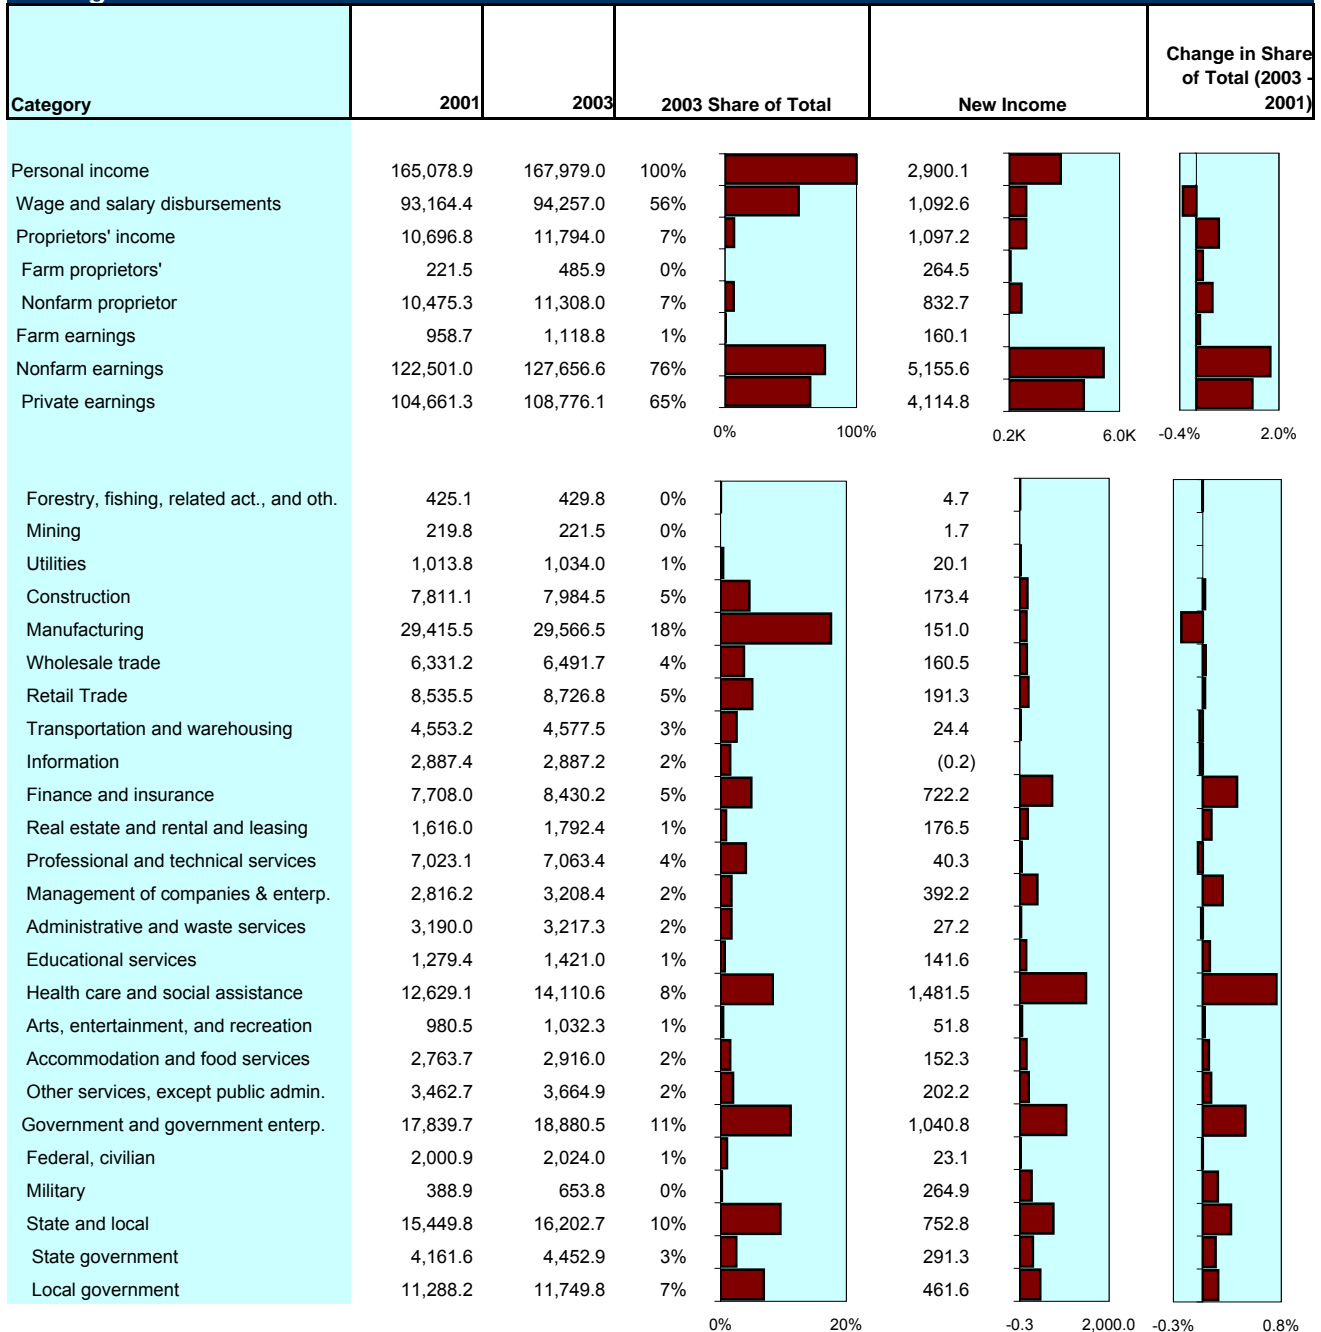 Change in Share
of Total (2003 -
Category 2001 2003 2003 Share of Total New Income 2001)
Personal income 165,078.9 167,979.0 100% 2,900.1
Wage and salary disbursements 93,164.4 94,257.0 56% 1,092.6
Proprietors' income 10,696.8 11,794.0 7% 1,097.2
Farm proprietors' 221.5 485.9 0% 264.5
Nonfarm proprietor 10,475.3 11,308.0 7% 832.7
Farm earnings 958.7 1,118.8 1% 160.1
Nonfarm earnings 122,501.0 127,656.6 76% 5,155.6
Private earnings 104,661.3 108,776.1 65% 4,114.8
0% 100% 0.2K 6.0K -0.4% 2.0%
Forestry, fishing, related act., and oth. 425.1 429.8 0% 4.7
Mining 219.8 221.5 0% 1.7
Utilities 1,013.8 1,034.0 1% 20.1
Construction 7,811.1 7,984.5 5% 173.4
Manufacturing 29,415.5 29,566.5 18% 151.0
Wholesale trade 6,331.2 6,491.7 4% 160.5
Retail Trade 8,535.5 8,726.8 5% 191.3
Transportation and warehousing 4,553.2 4,577.5 3% 24.4
Information 2,887.4 2,887.2 2% (0.2)
Finance and insurance 7,708.0 8,430.2 5% 722.2
Real estate and rental and leasing 1,616.0 1,792.4 1% 176.5
Professional and technical services 7,023.1 7,063.4 4% 40.3
Management of companies & enterp. 2,816.2 3,208.4 2% 392.2
Administrative and waste services 3,190.0 3,217.3 2% 27.2
Educational services 1,279.4 1,421.0 1% 141.6
Health care and social assistance 12,629.1 14,110.6 8% 1,481.5
Arts, entertainment, and recreation 980.5 1,032.3 1% 51.8
Accommodation and food services 2,763.7 2,916.0 2% 152.3
Other services, except public admin. 3,462.7 3,664.9 2% 202.2
Government and government enterp. 17,839.7 18,880.5 11% 1,040.8
Federal, civilian 2,000.9 2,024.0 1% 23.1
Military 388.9 653.8 0% 264.9
State and local 15,449.8 16,202.7 10% 752.8
State government 4,161.6 4,452.9 3% 291.3
Local government 11,288.2 11,749.8 7% 461.6
0% 20% -0.3 2,000.0 -0.3% 0.8%